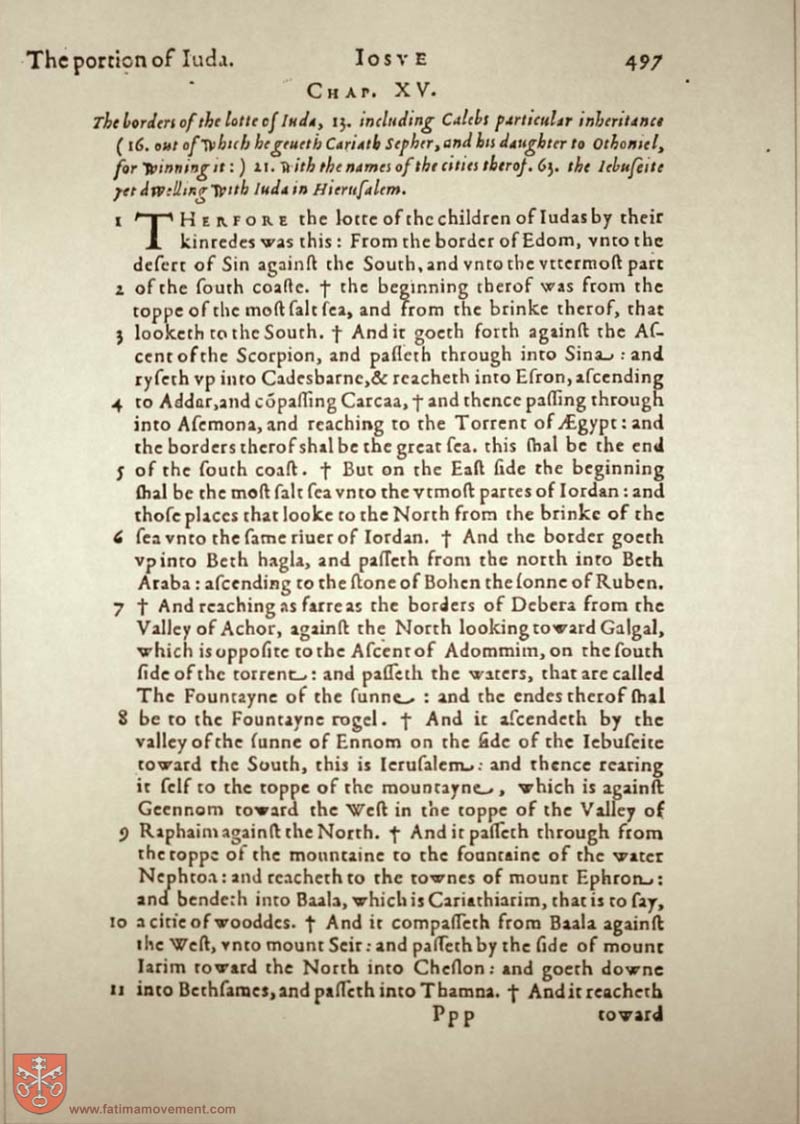 The portion of Iuda. IOSVE 497
CHAP. XV.
The borders of the lotte of Iuda, 13. including Calebs particular inheritance
(16. out of which he geueth Cariath Sepher, and his daughter to Othoniel,
for winning it:) 21. with the names of the cities therof. 63. the Iebuſeite
yet dwelling with Iuda in Hieruſalem.
1 THERFORE the lotte of the children of Iudas by their
kinredes was this: From the border of Edom, vnto the
deſert of Sin againſt the South, and vnto the vttermoſt part
2 of the ſouth coaſte. † the beginning therof was from the
toppe of the moſt ſalt ſea, and from the brinke therof, that
3 looketh to the South. † And it goeth forth againſt the Aſ-
cent of the Scorpion, and paſſeth through into Sina: and
ryſeth vp into Cadesbarne, & reacheth into Eſron, aſcending
4 to Addar, and cõpaſſing Carcaa, † and thence paſſing through
into Aſemona, and reaching to the Torrent of Ægypt: and
the borders therof shal be the great ſea. this ſhal be the end
5 of the ſouth coaſt. † But on the Eaſt ſide the beginning
ſhal be the moſt ſalt ſea vnto the vtmoſt partes of Iordan: and
thoſe places that looke to the North from the brinke of the
6 ſea vnto the ſame riuer of Iordan. † And the border goeth
vp into Beth hagla, and paſſeth from the north into Beth
Araba: aſcending to the ſtone of Bohen the ſonne of Ruben.
7 † And reaching as farre as the borders of Debera from the
Valley of Achor, againſt the North looking toward Galgal,
which is oppoſite to the Aſcent of Adommim, on the ſouth
ſide of the torrent: and paſſeth the waters, that are called
The Fountayne of the ſunne: and the endes therof ſhal
8 be to the Fountayne rogel. † And it aſcendeth by the
valley of the ſunne of Ennom on the ſide of the Iebuſeite
toward the South, this is Ieruſalem: and thence rearing
it ſelf to the toppe of the mountayne, which is againſt
Geennom toward the Weſt in the toppe of the Valley of
9 Raphaim againſt the North. † And it paſſeth through from
the toppe of the mountaine to the fountaine of the water
Nephtoa: and reacheth to the townes of mount Ephron:
and bendeth into Baala, which is Cariathiarim, that is to ſay,
10 a citie of wooddes. † And it compaſſeth from Baala againſt
the Weſt, vnto mount Seir: and paſſeth by the ſide of mount
Iarim toward the North into Cheſlon: and goeth downe
11 into Bethſames, and paſſeth into Thamna. † And it reacheth
Ppp toward
www.fatimamovement.com